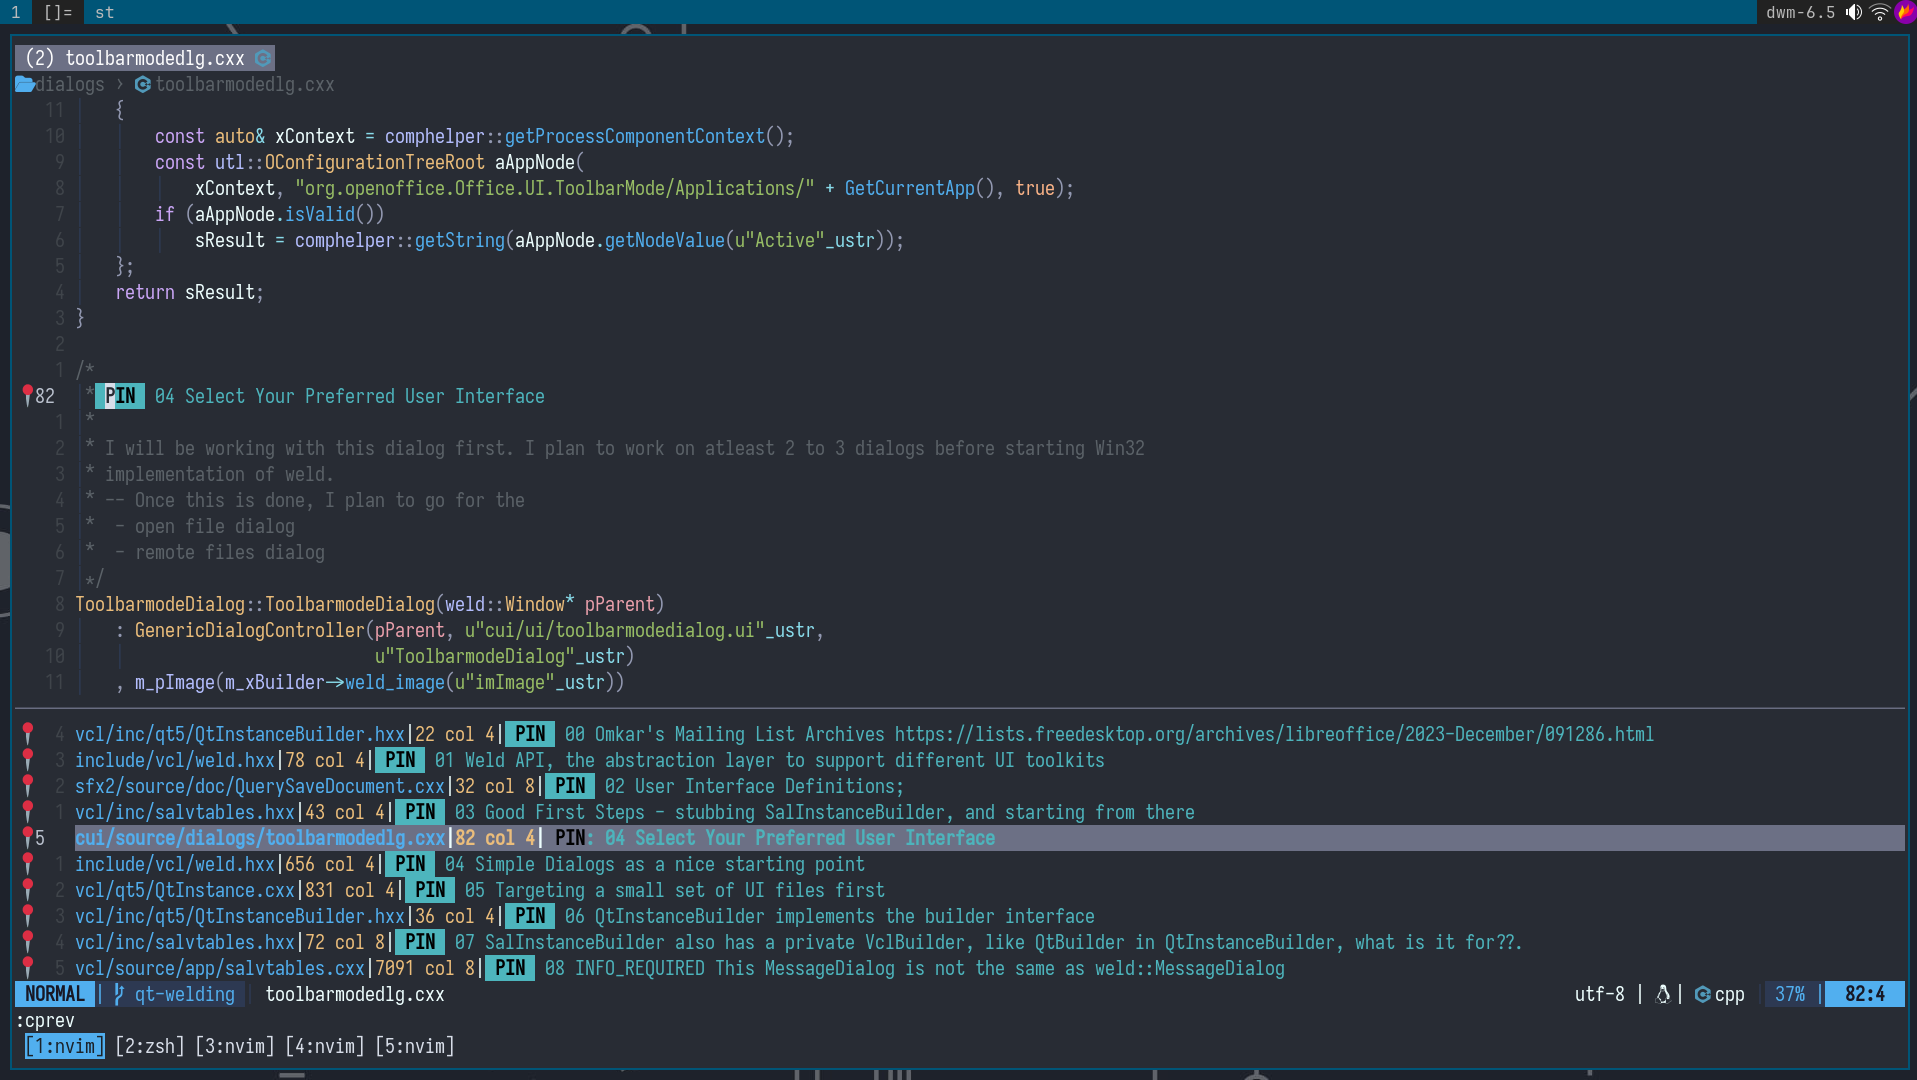 1 []= st dwm-6.5
(2) toolbarmodedlg.cxx
dialogs › toolbarmodedlg.cxx
11 {
10 const auto& xContext = comphelper::getProcessComponentContext();
9 const utl::OConfigurationTreeRoot aAppNode(
8 xContext, "org.openoffice.Office.UI.ToolbarMode/Applications/" + GetCurrentApp(), true);
7 if (aAppNode.isValid())
6 sResult = comphelper::getString(aAppNode.getNodeValue(u"Active"_ustr));
5 };
4 return sResult;
3 }
2
1 /*
82 * PIN 04 Select Your Preferred User Interface
1 *
2 * I will be working with this dialog first. I plan to work on atleast 2 to 3 dialogs before starting Win32
3 * implementation of weld.
4 * -- Once this is done, I plan to go for the
5 * - open file dialog
6 * - remote files dialog
7 */
8 ToolbarmodeDialog::ToolbarmodeDialog(weld::Window* pParent)
9 : GenericDialogController(pParent, u"cui/ui/toolbarmodedialog.ui"_ustr,
10 u"ToolbarmodeDialog"_ustr)
11 , m_pImage(m_xBuilder->weld_image(u"imImage"_ustr))
4 vcl/inc/qt5/QtInstanceBuilder.hxx|22 col 4| PIN 00 Omkar's Mailing List Archives https://lists.freedesktop.org/archives/libreoffice/2023-December/091286.html
3 include/vcl/weld.hxx|78 col 4| PIN 01 Weld API, the abstraction layer to support different UI toolkits
2 sfx2/source/doc/QuerySaveDocument.cxx|32 col 8| PIN 02 User Interface Definitions;
1 vcl/inc/salvtables.hxx|43 col 4| PIN 03 Good First Steps - stubbing SalInstanceBuilder, and starting from there
5 cui/source/dialogs/toolbarmodedlg.cxx|82 col 4| PIN: 04 Select Your Preferred User Interface
1 include/vcl/weld.hxx|656 col 4| PIN 04 Simple Dialogs as a nice starting point
2 vcl/qt5/QtInstance.cxx|831 col 4| PIN 05 Targeting a small set of UI files first
3 vcl/inc/qt5/QtInstanceBuilder.hxx|36 col 4| PIN 06 QtInstanceBuilder implements the builder interface
4 vcl/inc/salvtables.hxx|72 col 8| PIN 07 SalInstanceBuilder also has a private VclBuilder, like QtBuilder in QtInstanceBuilder, what is it for??.
5 vcl/source/app/salvtables.cxx|7091 col 8| PIN 08 INFO_REQUIRED This MessageDialog is not the same as weld::MessageDialog
NORMAL | qt-welding toolbarmodedlg.cxx utf-8 | | cpp 37% | 82:4
:cprev
[1:nvim] [2:zsh] [3:nvim] [4:nvim] [5:nvim]